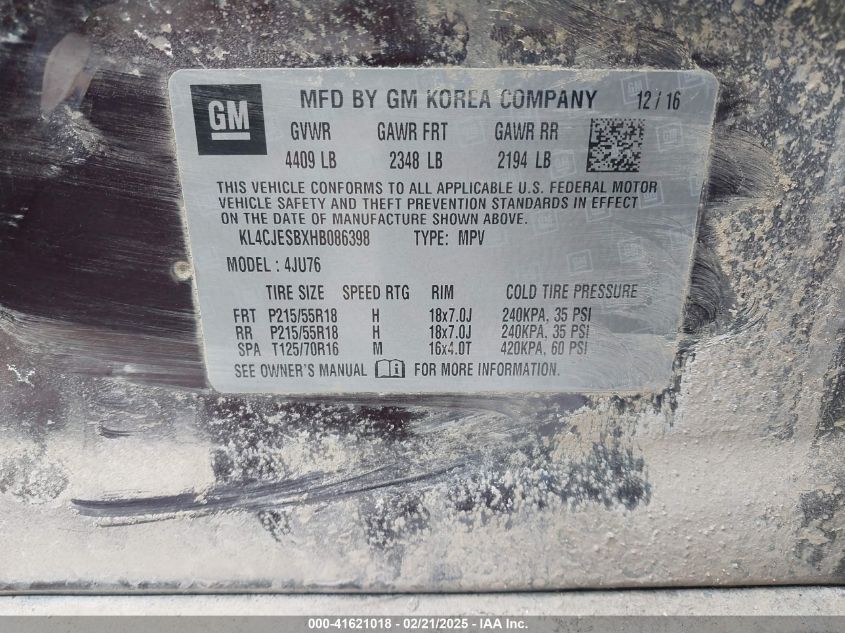 GM
MFD BY GM KOREA COMPANY 12/16
GVWR GAWR FRT GAWR RR
4409 LB 2348 LB 2194 LB
THIS VEHICLE CONFORMS TO ALL APPLICABLE U.S. FEDERAL MOTOR
VEHICLE SAFETY AND THEFT PREVENTION STANDARDS IN EFFECT
ON THE DATE OF MANUFACTURE SHOWN ABOVE.
KL4CJESBXHB086398 TYPE: MPV
MODEL : 4JU76
TIRE SIZE SPEED RTG RIM COLD TIRE PRESSURE
FRT P215/55R18 H 18x7.0J 240KPA, 35 PSI
RR P215/55R18 H 18x7.0J 240KPA, 35 PSI
SPA T125/70R16 M 16x4.0T 420KPA, 60 PSI
SEE OWNER'S MANUAL i FOR MORE INFORMATION.
000-41621018 - 02/21/2025 - IAA Inc.